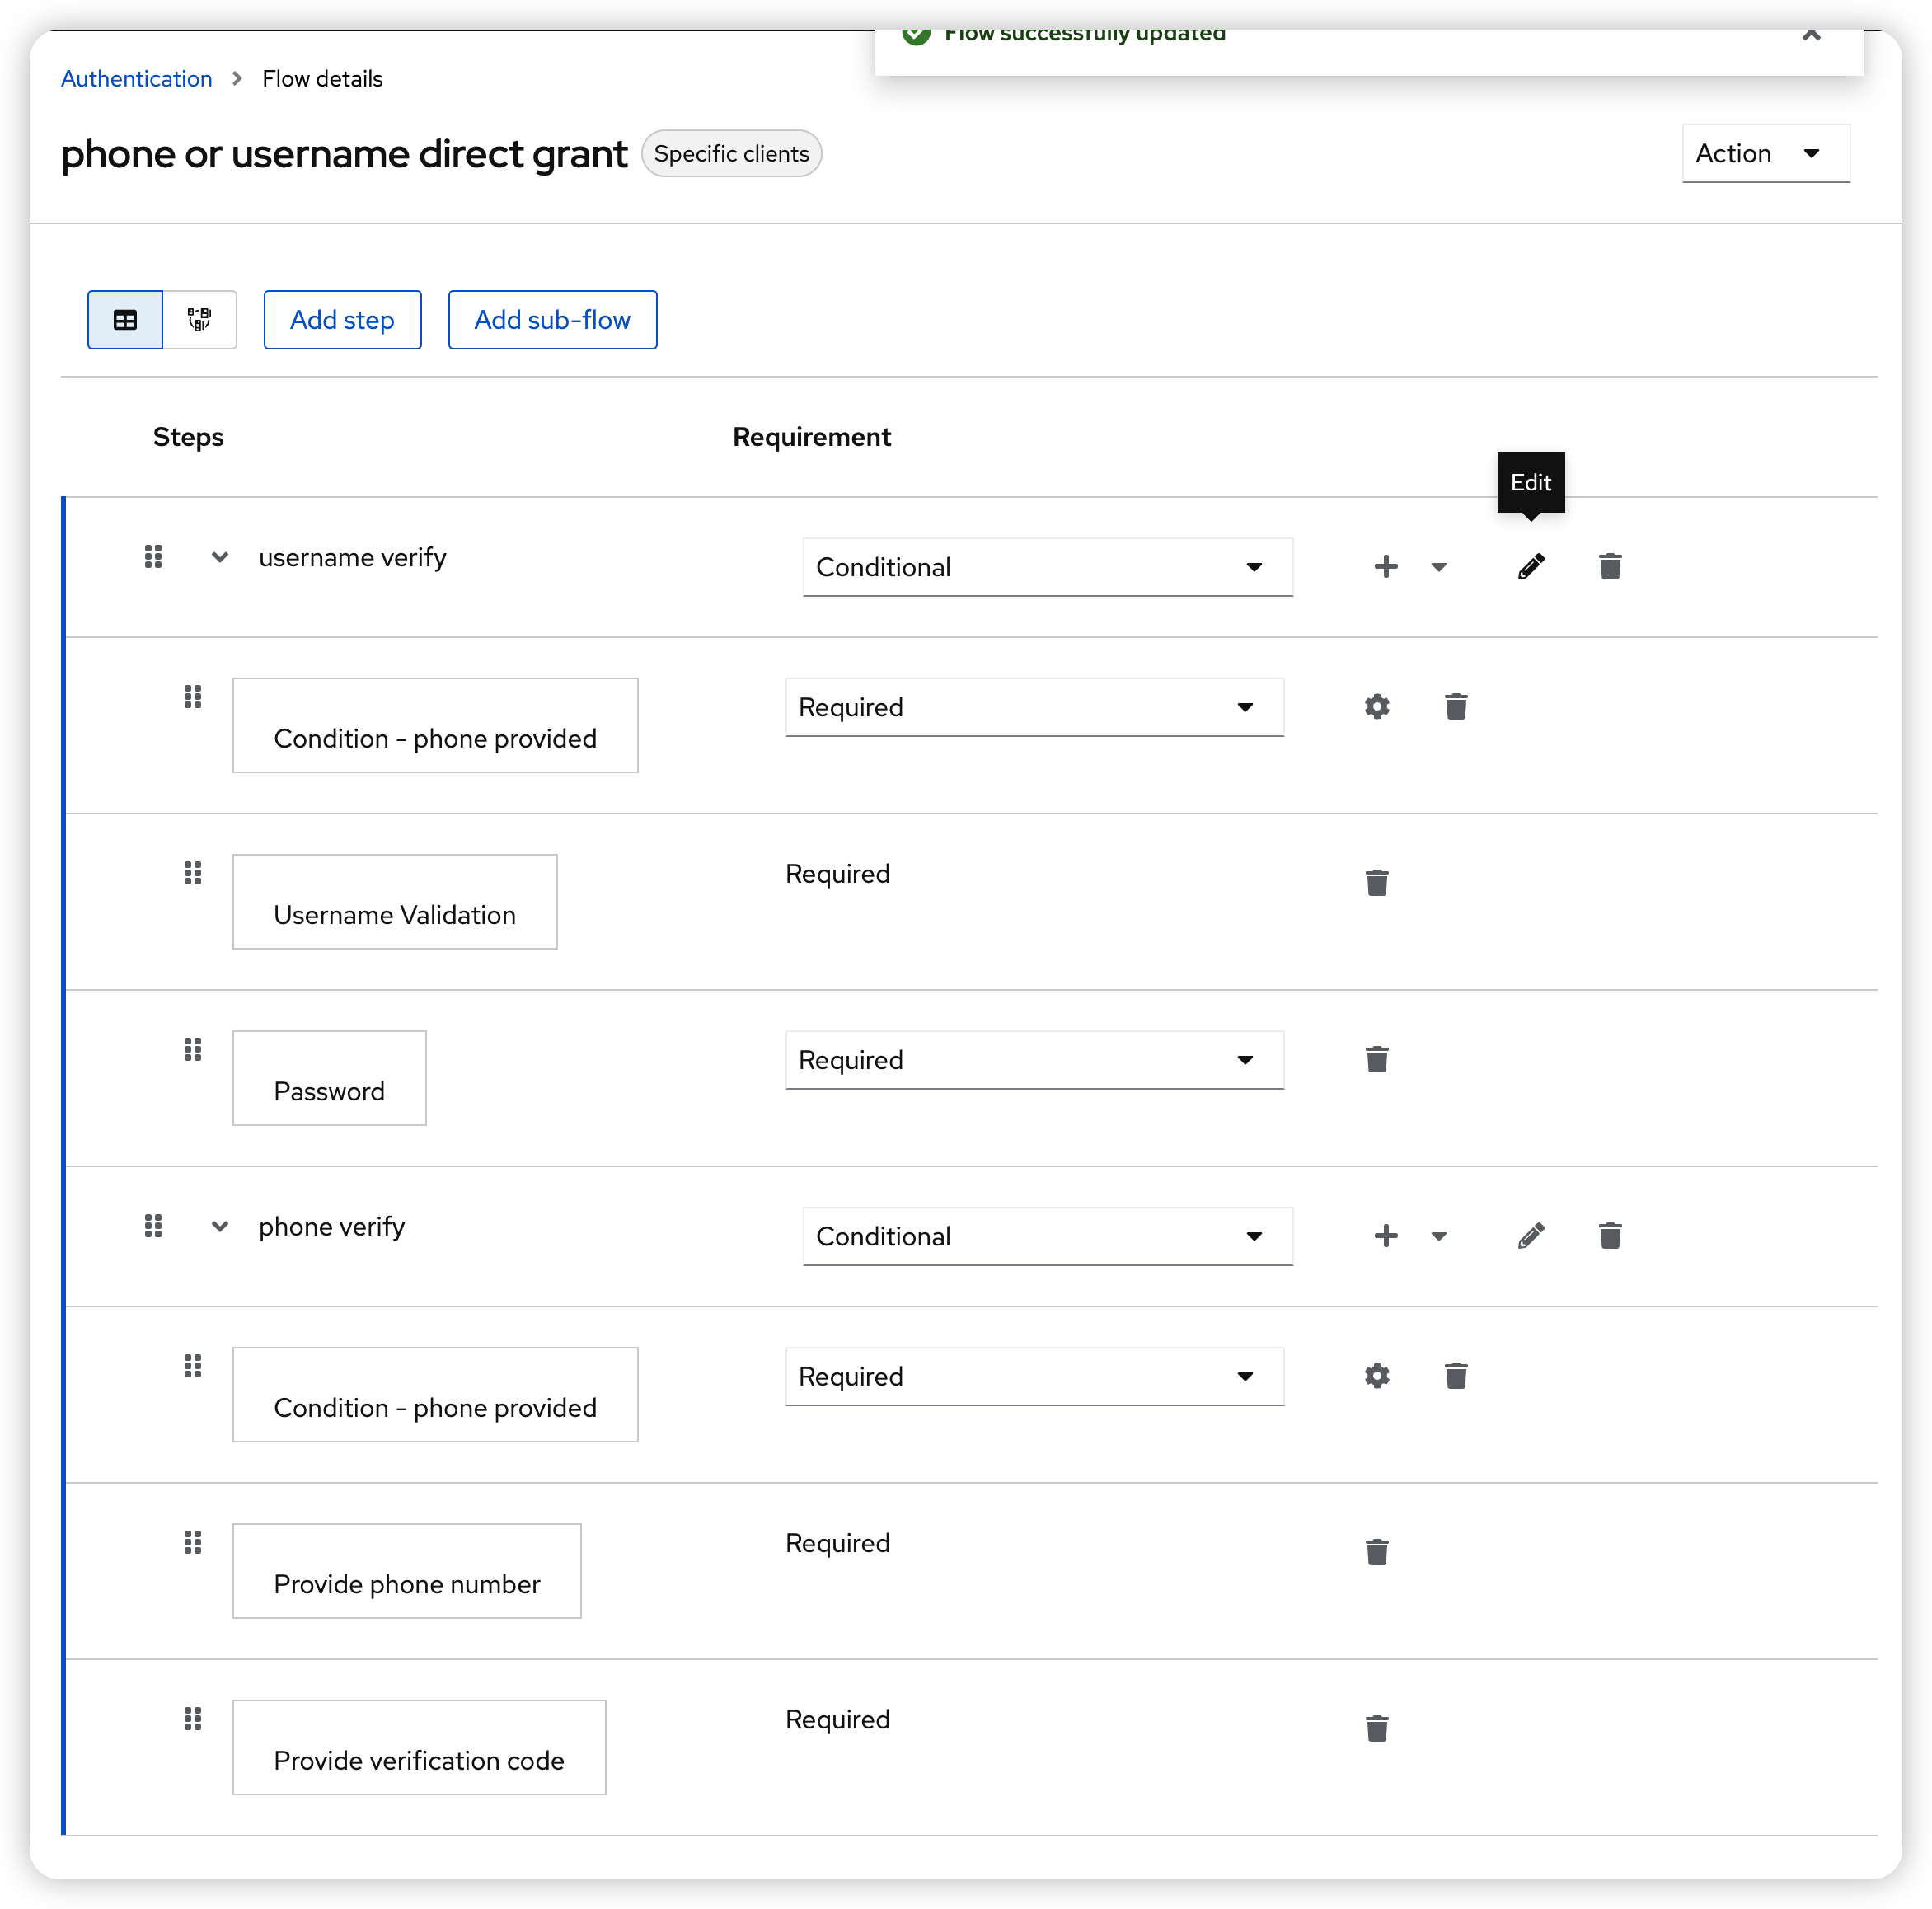 Flow successfully updated
Authentication > Flow details
phone or username direct grant Specific clients
Action
Add step Add sub-flow
Steps Requirement
Edit
username verify Conditional
Condition - phone provided Required
Username Validation Required
Password Required
phone verify Conditional
Condition - phone provided Required
Provide phone number Required
Provide verification code Required